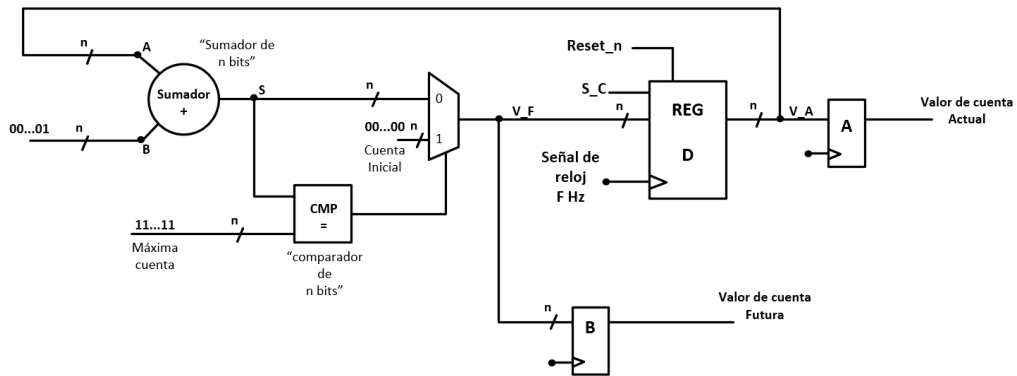 n
A
“Sumador de
n bits”
Sumador
+
S
00...01
n
B
n
0
00...00
n
1
Cuenta
Inicial
CMP
=
11...11
n
Máxima
cuenta
“comparador
de
n bits”
V_F
n
Reset_n
S_C
REG
D
Señal de
reloj
F Hz
n
V_A
A
Valor de cuenta
Actual
n
B
Valor de cuenta
Futura